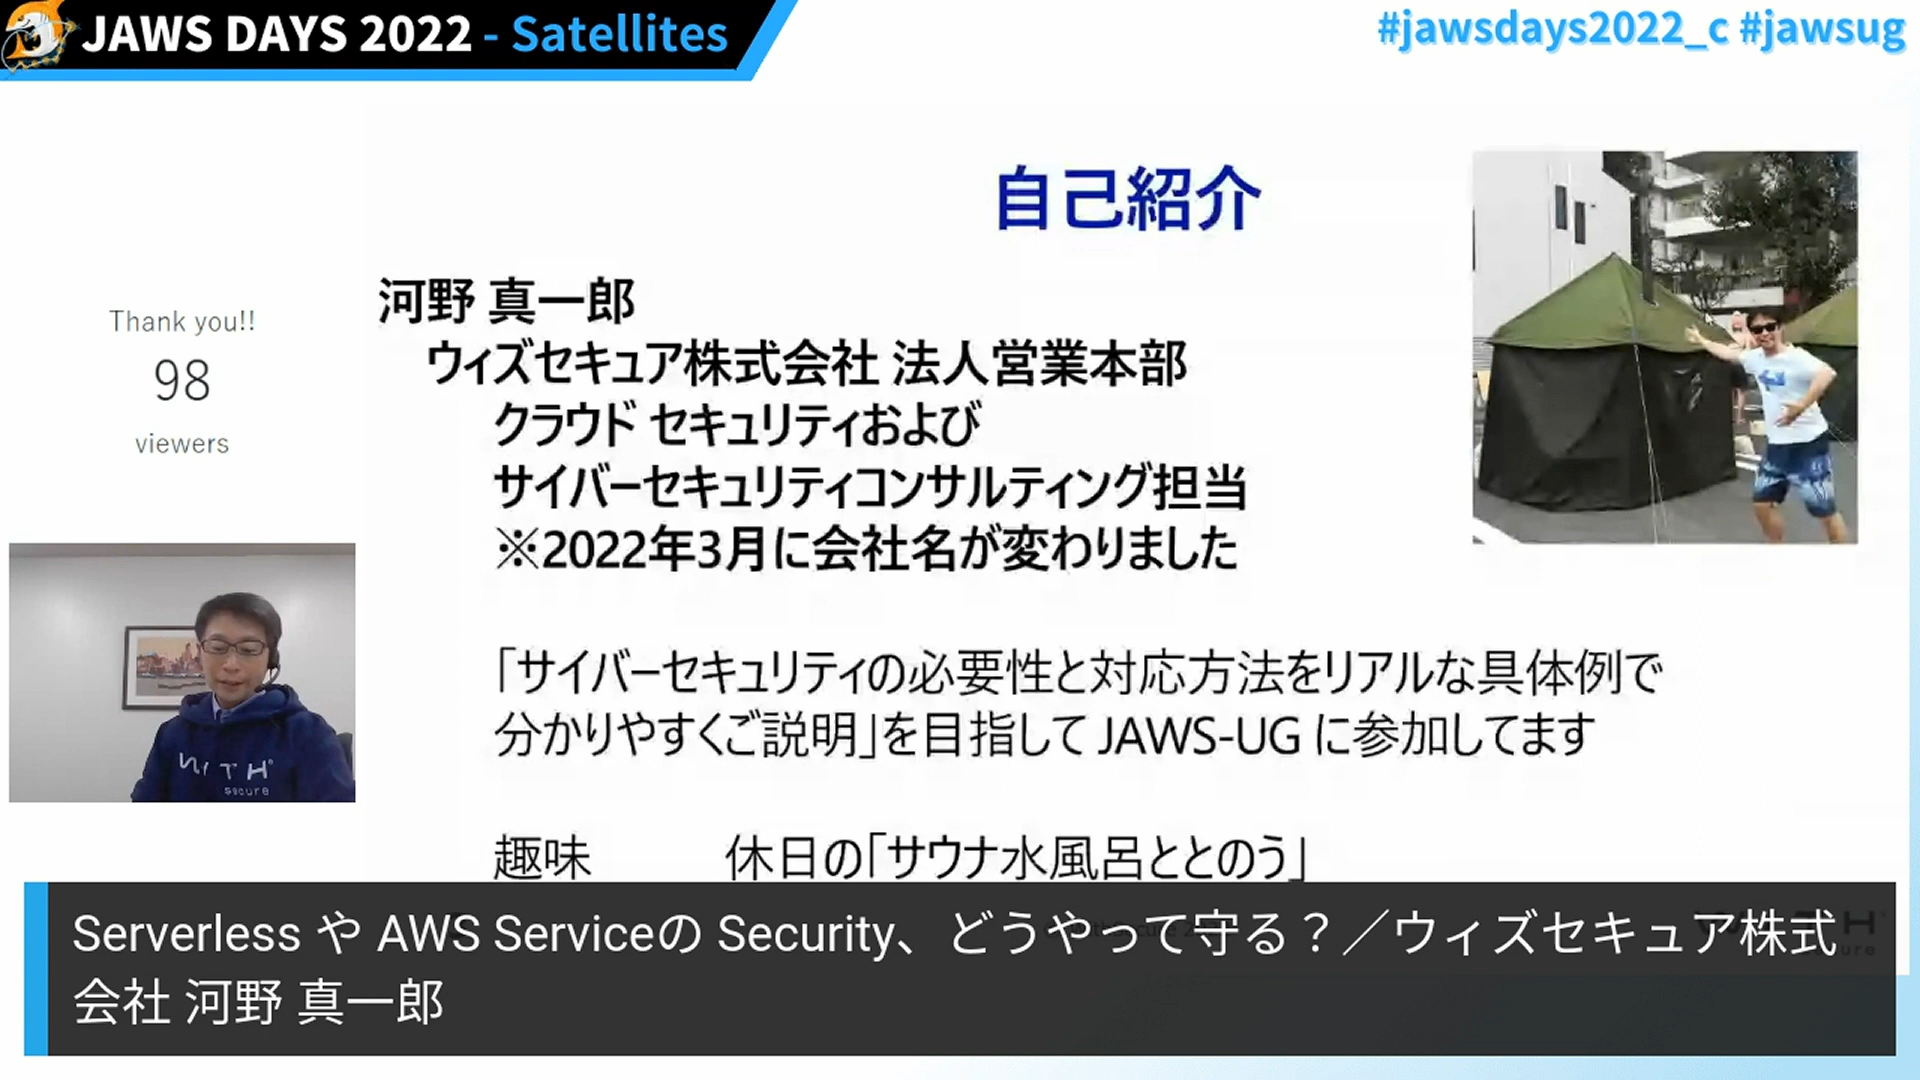 JAWS DAYS 2022 - Satellites
#jawsdays2022_c #jawsug
自己紹介
河野 真一郎
ウィズセキュア株式会社 法人営業本部
クラウド セキュリティおよび
サイバーセキュリティコンサルティング担当
※2022年3月に会社名が変わりました
「サイバーセキュリティの必要性と対応方法をリアルな具体例で
分かりやすくご説明」を目指して JAWS-UG に参加してます
趣味 休日の「サウナ水風呂ととのう」
Thank you!!
98
viewers
W/TH
secure
Serverless や AWS Serviceの Security、どうやって守る？／ウィズセキュア株式
会社 河野 真一郎